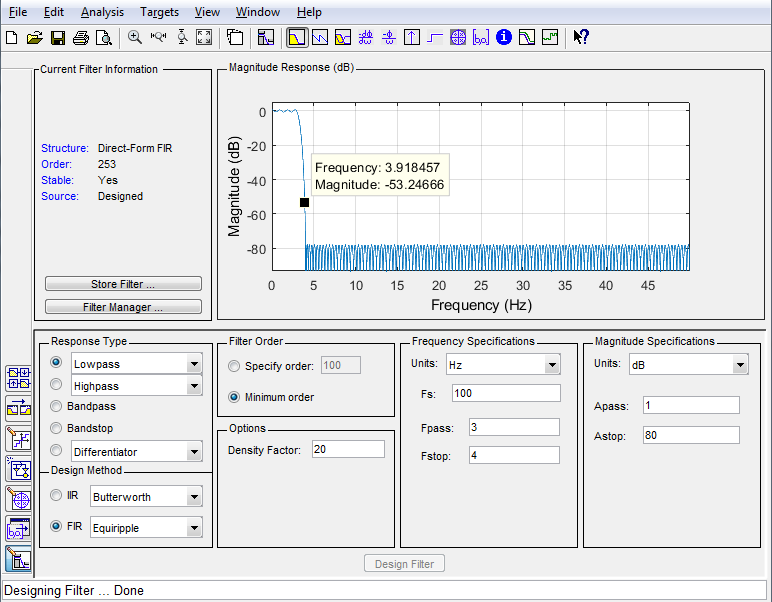 File Edit Analysis Targets View Window Help
Current Filter Information
Structure: Direct-Form FIR
Order: 253
Stable: Yes
Source: Designed
Store Filter ...
Filter Manager ...
Magnitude Response (dB)
Magnitude (dB)
0
-20
-40
-60
-80
Frequency: 3.918457
Magnitude: -53.24666
0 5 10 15 20 25 30 35 40 45
Frequency (Hz)
Response Type
Lowpass
Highpass
Bandpass
Bandstop
Differentiator
Design Method
IIR Butterworth
FIR Equiripple
Filter Order
Specify order: 100
Minimum order
Options
Density Factor: 20
Frequency Specifications
Units: Hz
Fs: 100
Fpass: 3
Fstop: 4
Magnitude Specifications
Units: dB
Apass: 1
Astop: 80
Design Filter
Designing Filter ... Done